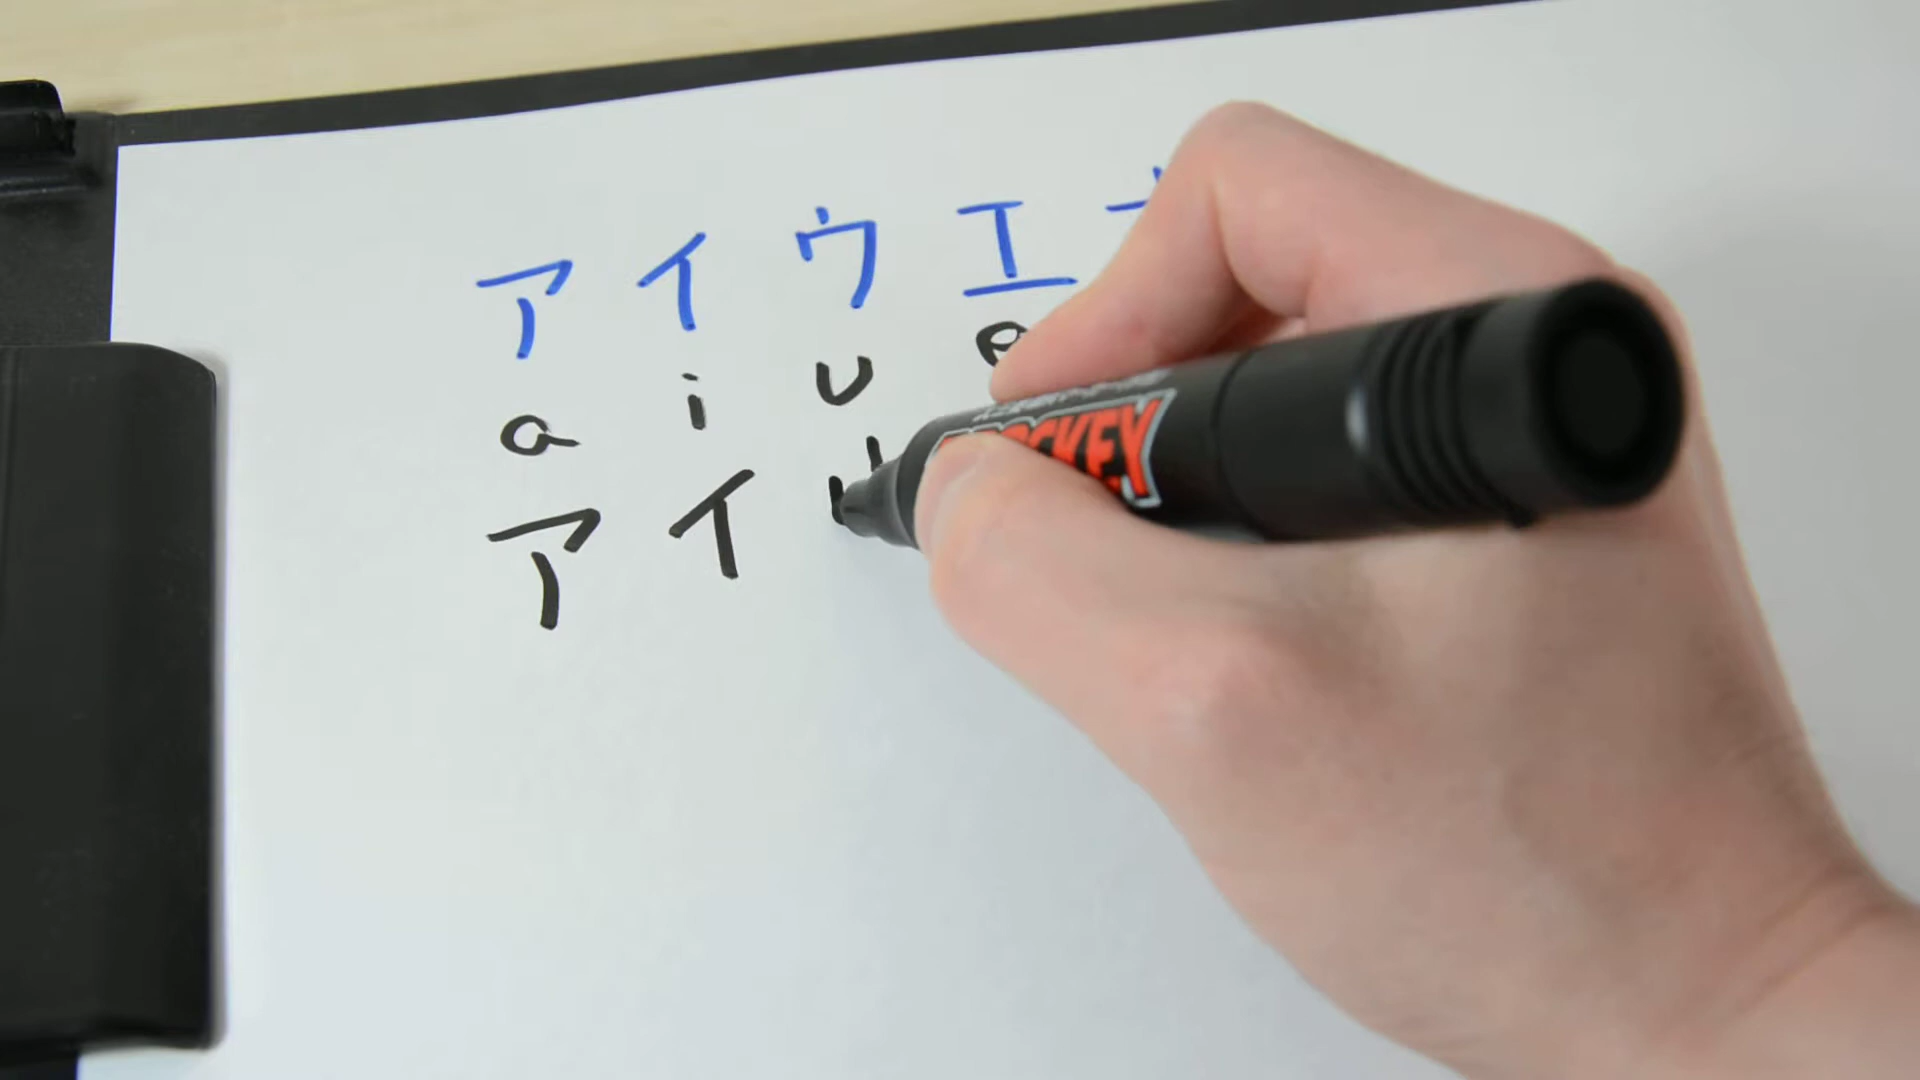 ア イ ウ エ
a i u e
ア イ